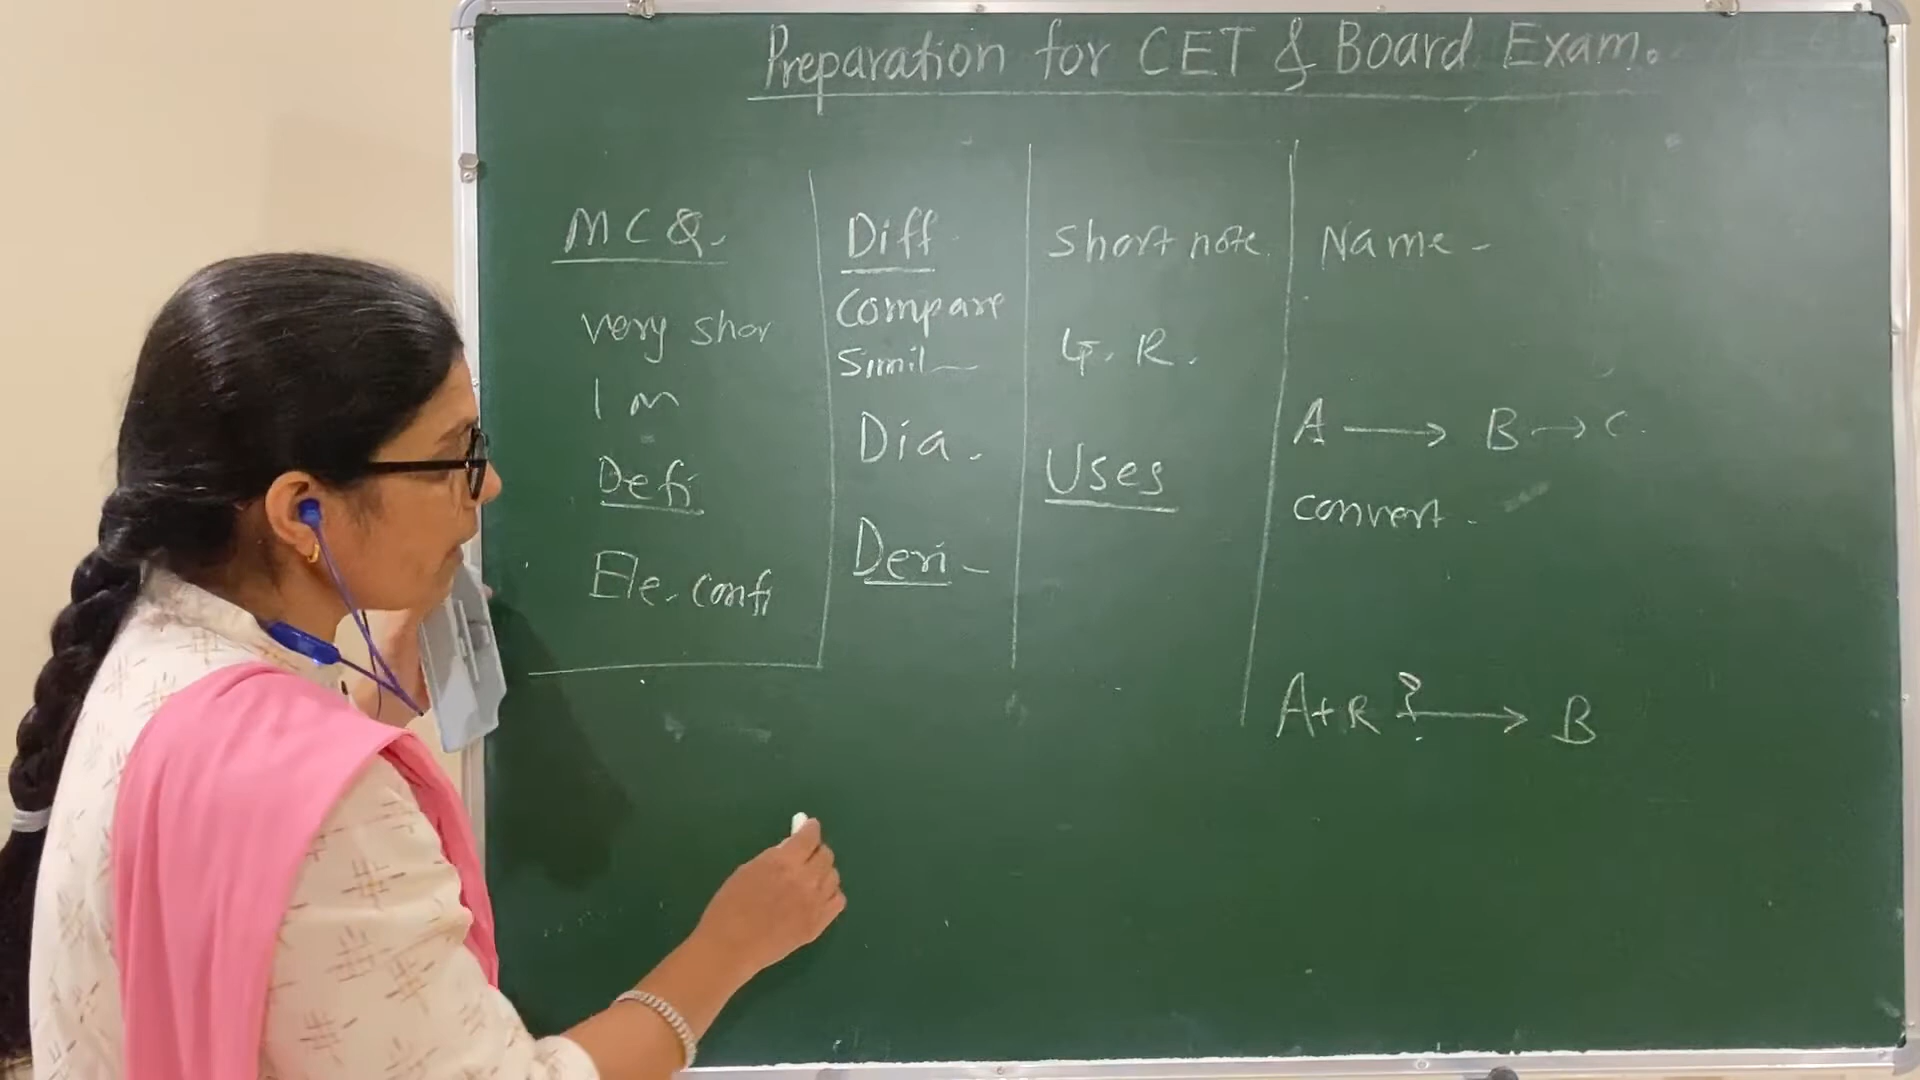 Preparation for CET & Board Exam.
MCQ.
very shor
1 m
Defi
Ele. confi
Diff
Compare
Simil
Dia.
Deri -
Short note.
G. R.
Uses
Name -
A → B → C.
convert.
A + R ? → B